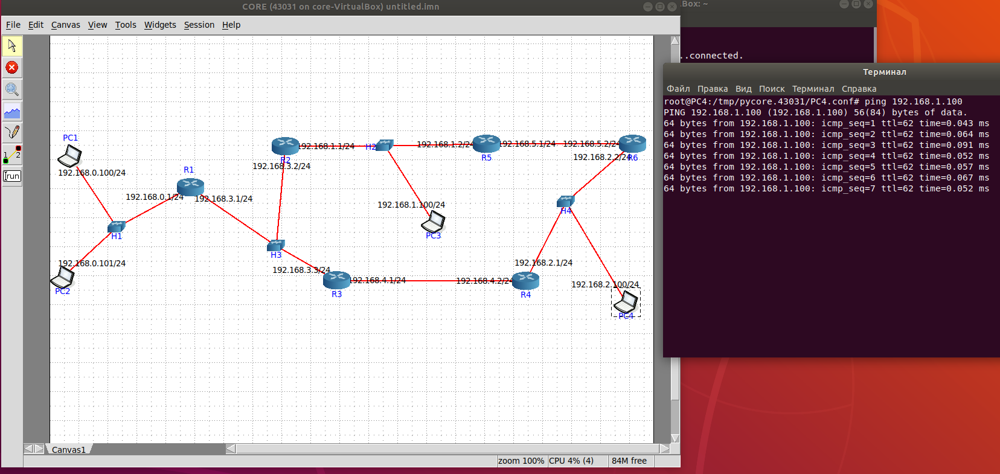 CORE (43031 on core-VirtualBox) untitled.imn
File Edit Canvas View Tools Widgets Session Help
1 2
run
PC1
192.168.0.100/24
R1
192.168.0.1/24
192.168.3.1/24
H1
192.168.0.101/24
PC2
R2
192.168.1.1/24
192.168.3.2/24
H2
192.168.1.2/24
R5
192.168.5.1/24
192.168.5.2/24
192.168.2.2/24
R6
192.168.1.100/24
PC3
H4
H3
192.168.3.3/24
R3
192.168.4.1/24
192.168.4.2/24
192.168.2.1/24
R4
192.168.2.100/24
PC4
Canvas1
zoom 100% CPU 4% (4) 84M free
Box: ~
..connected.
Терминал
Файл Правка Вид Поиск Терминал Справка
root@PC4:/tmp/pycore.43031/PC4.conf# ping 192.168.1.100
PING 192.168.1.100 (192.168.1.100) 56(84) bytes of data.
64 bytes from 192.168.1.100: icmp_seq=1 ttl=62 time=0.043 ms
64 bytes from 192.168.1.100: icmp_seq=2 ttl=62 time=0.064 ms
64 bytes from 192.168.1.100: icmp_seq=3 ttl=62 time=0.091 ms
64 bytes from 192.168.1.100: icmp_seq=4 ttl=62 time=0.052 ms
64 bytes from 192.168.1.100: icmp_seq=5 ttl=62 time=0.057 ms
64 bytes from 192.168.1.100: icmp_seq=6 ttl=62 time=0.067 ms
64 bytes from 192.168.1.100: icmp_seq=7 ttl=62 time=0.052 ms